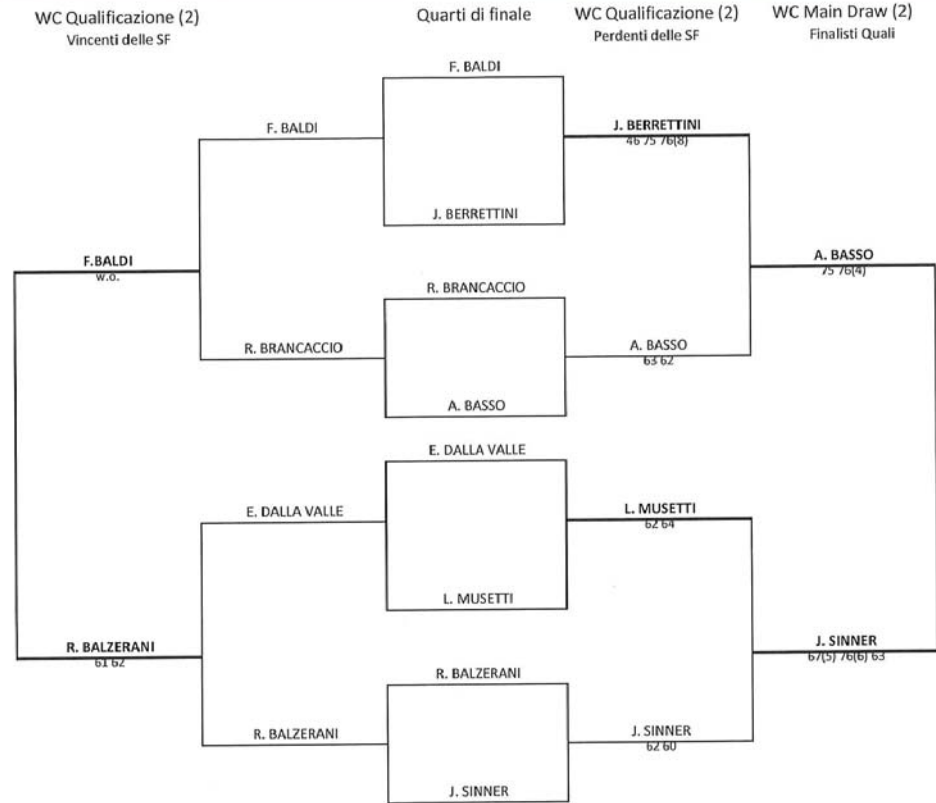 WC Qualificazione (2)
Vincenti delle SF
Quarti di finale
WC Qualificazione (2)
Perdenti delle SF
WC Main Draw (2)
Finalisti Quali
F. BALDI
F. BALDI
J. BERRETTINI
46 75 76(8)
J. BERRETTINI
F.BALDI
w.o.
A. BASSO
75 76(4)
R. BRANCACCIO
R. BRANCACCIO
A. BASSO
63 62
A. BASSO
E. DALLA VALLE
E. DALLA VALLE
L. MUSETTI
62 64
L. MUSETTI
R. BALZERANI
61 62
J. SINNER
67(5) 76(6) 63
R. BALZERANI
R. BALZERANI
J. SINNER
62 60
J. SINNER